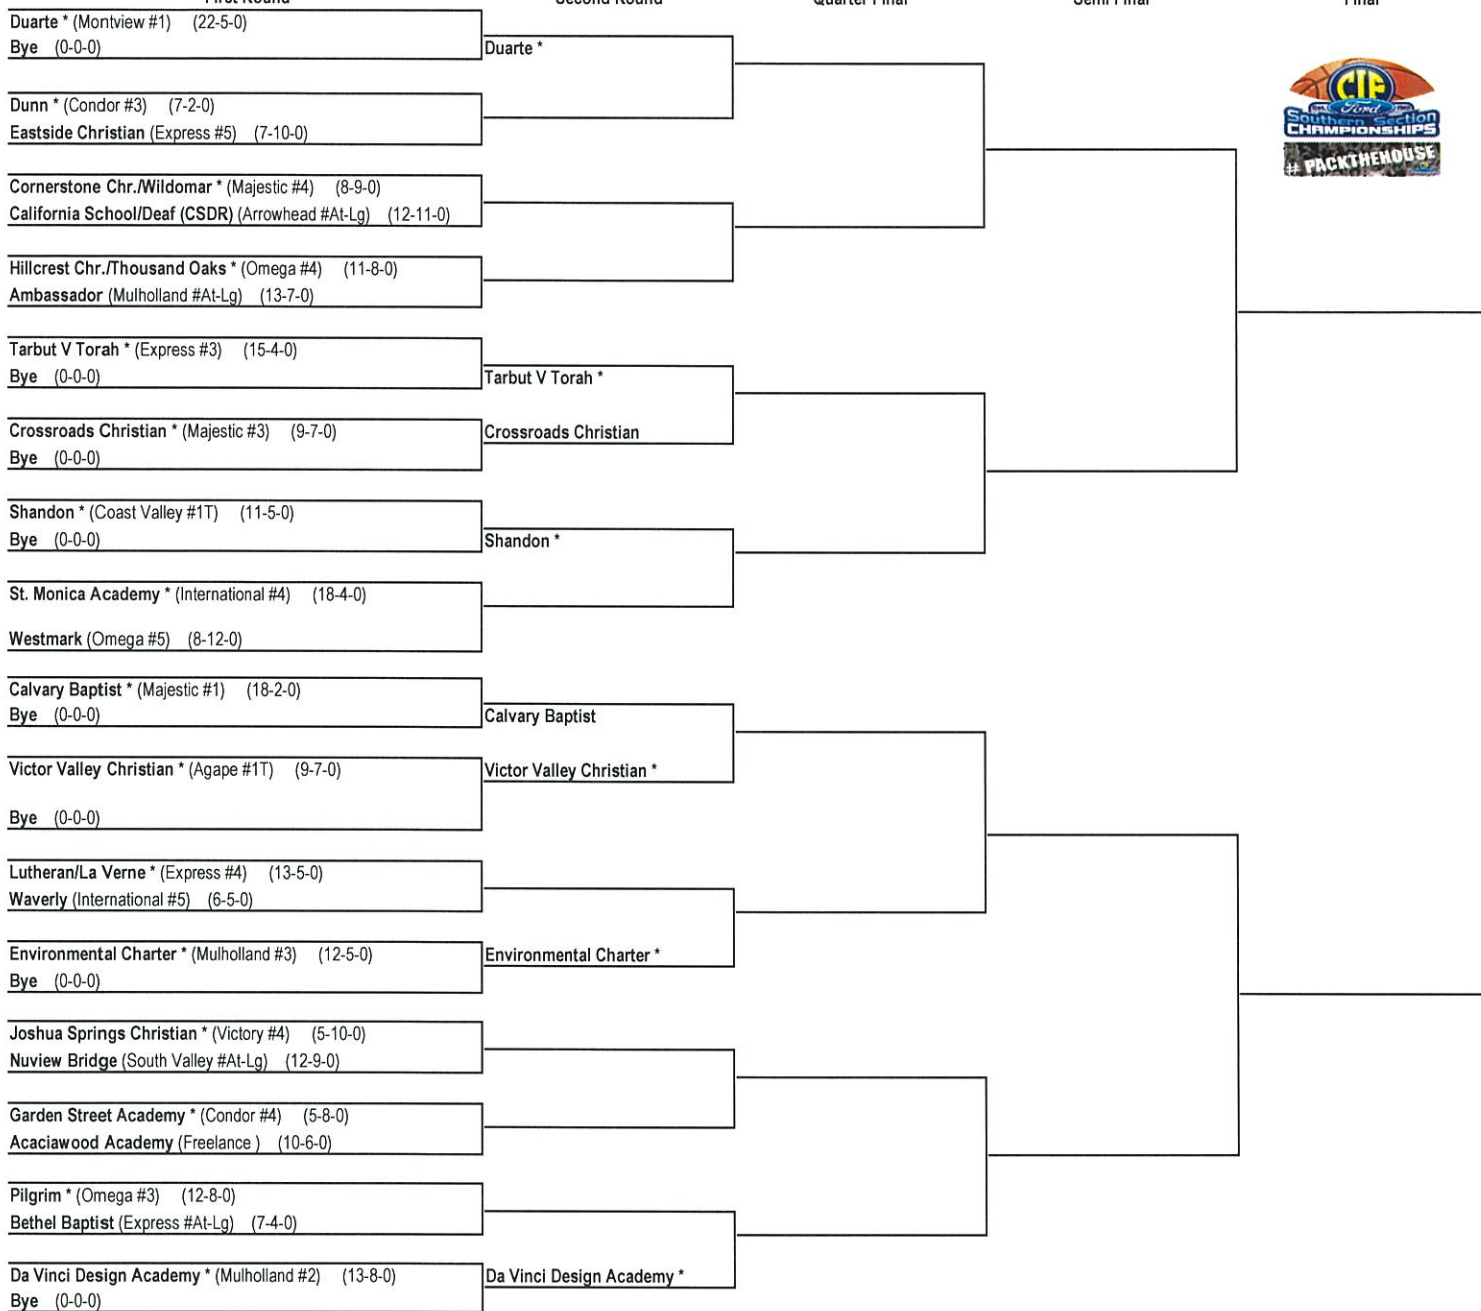 First Round
Second Round
Quarter Final
Semi Final
Final
Duarte * (Montview #1) (22-5-0)
Bye (0-0-0)
Dunn * (Condor #3) (7-2-0)
Eastside Christian (Express #5) (7-10-0)
Cornerstone Chr./Wildomar * (Majestic #4) (8-9-0)
California School/Deaf (CSDR) (Arrowhead #At-Lg) (12-11-0)
Hillcrest Chr./Thousand Oaks * (Omega #4) (11-8-0)
Ambassador (Mulholland #At-Lg) (13-7-0)
Tarbut V Torah * (Express #3) (15-4-0)
Bye (0-0-0)
Crossroads Christian * (Majestic #3) (9-7-0)
Bye (0-0-0)
Shandon * (Coast Valley #1T) (11-5-0)
Bye (0-0-0)
St. Monica Academy * (International #4) (18-4-0)
Westmark (Omega #5) (8-12-0)
Calvary Baptist * (Majestic #1) (18-2-0)
Bye (0-0-0)
Victor Valley Christian * (Agape #1T) (9-7-0)
Bye (0-0-0)
Lutheran/La Verne * (Express #4) (13-5-0)
Waverly (International #5) (6-5-0)
Environmental Charter * (Mulholland #3) (12-5-0)
Bye (0-0-0)
Joshua Springs Christian * (Victory #4) (5-10-0)
Nuview Bridge (South Valley #At-Lg) (12-9-0)
Garden Street Academy * (Condor #4) (5-8-0)
Acaciawood Academy (Freelance ) (10-6-0)
Pilgrim * (Omega #3) (12-8-0)
Bethel Baptist (Express #At-Lg) (7-4-0)
Da Vinci Design Academy * (Mulholland #2) (13-8-0)
Bye (0-0-0)
Duarte *
Tarbut V Torah *
Crossroads Christian
Shandon *
Calvary Baptist
Victor Valley Christian *
Environmental Charter *
Da Vinci Design Academy *
CIF
Ford
Southern Section
CHAMPIONSHIPS
# PACKTHEHOUSE